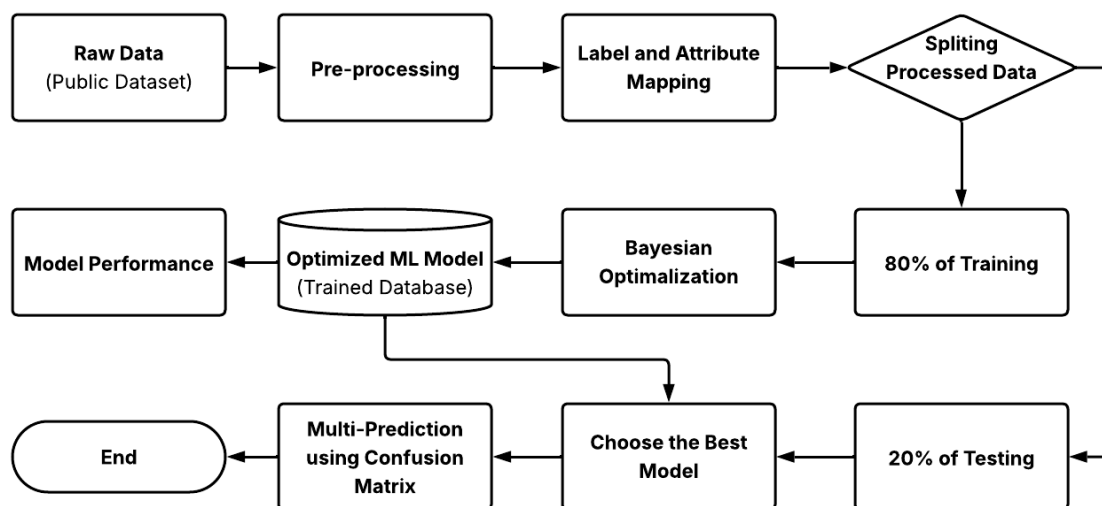 Raw Data
(Public Dataset)
Pre-processing
Label and Attribute
Mapping
Spliting
Processed Data
Model Performance
Optimized ML Model
(Trained Database)
Bayesian
Optimalization
80% of Training
End
Multi-Prediction
using Confusion
Matrix
Choose the Best
Model
20% of Testing